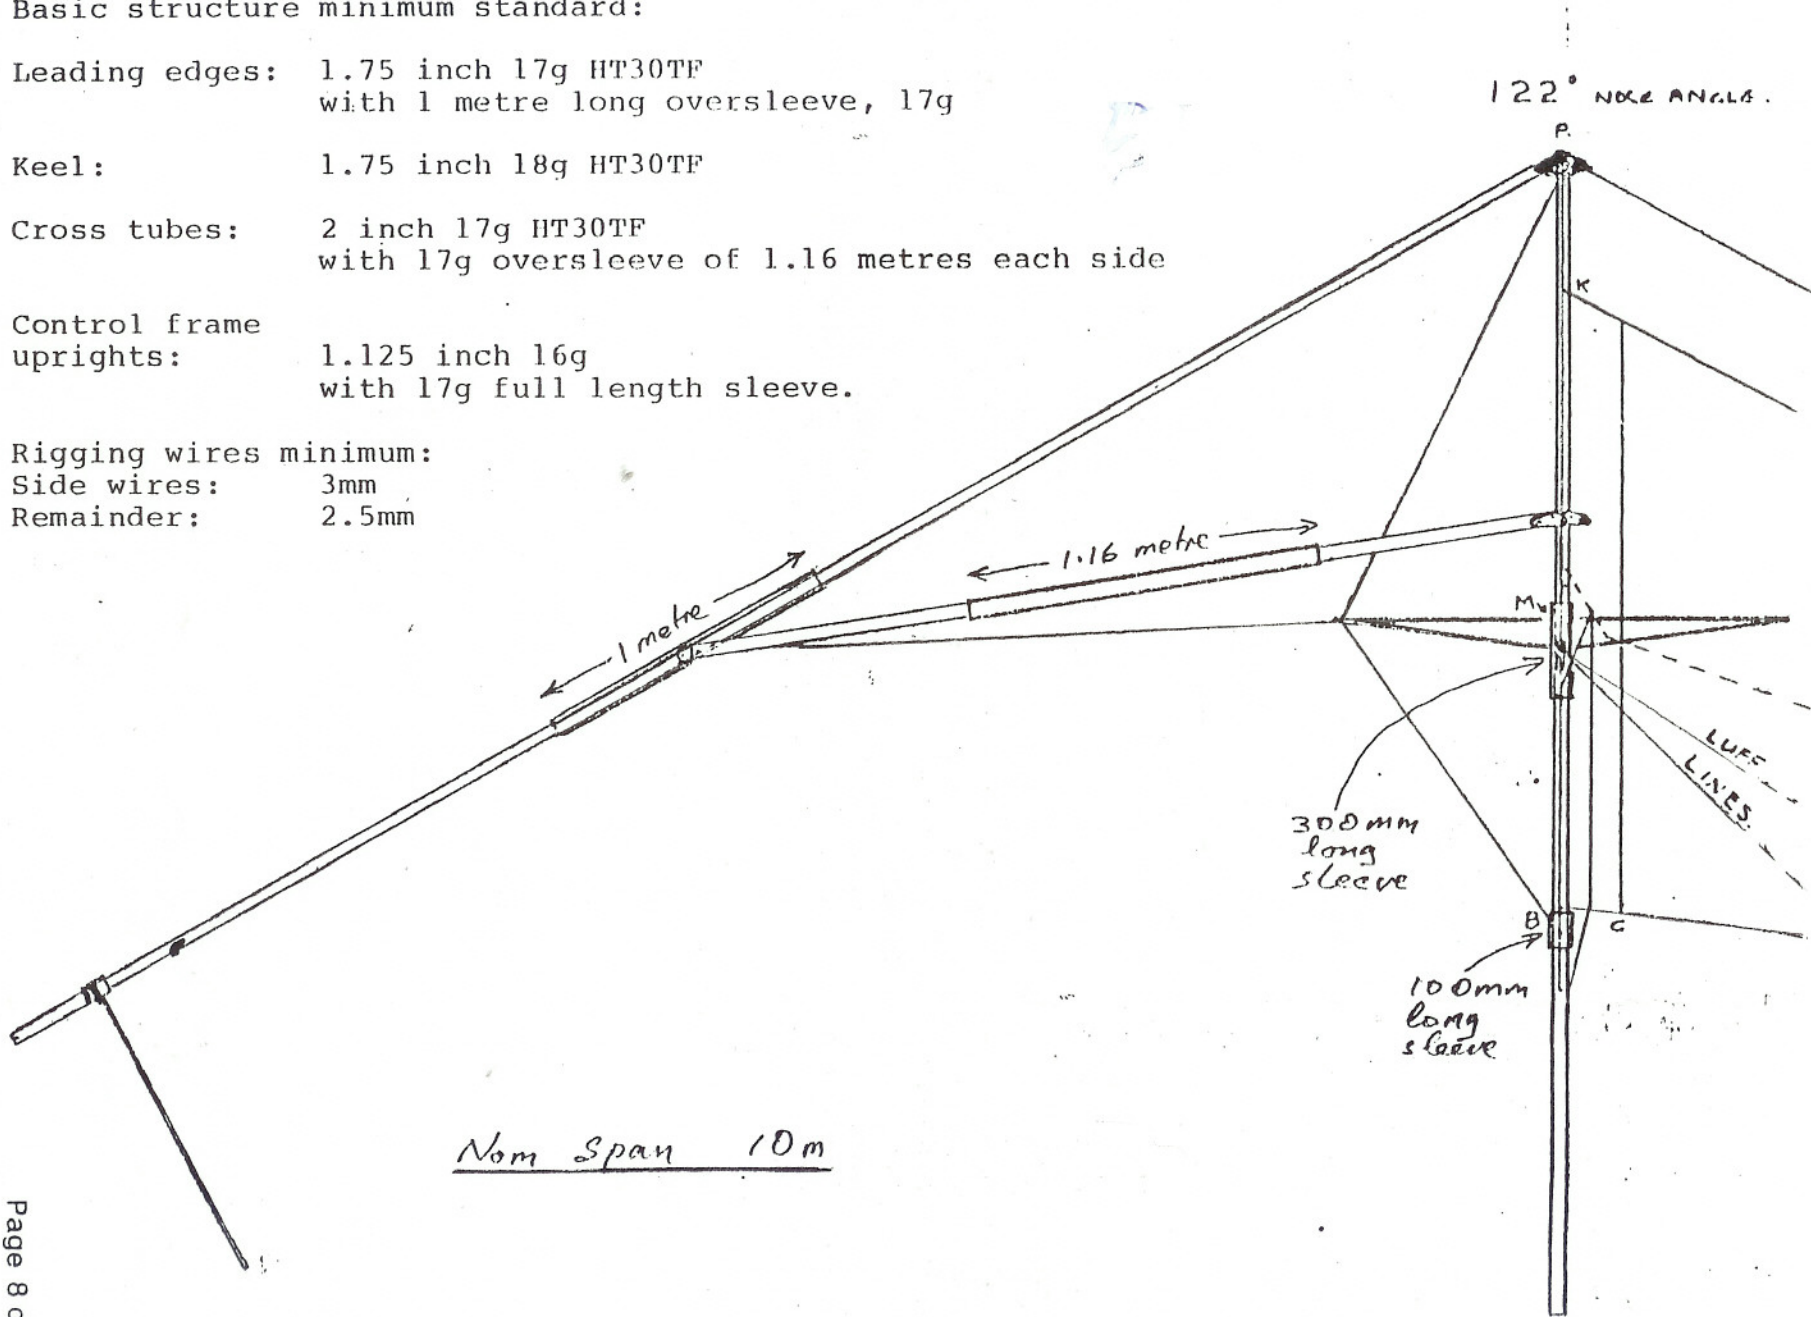 Basic structure minimum standard:
Leading edges: 1.75 inch 17g HT30TF
with 1 metre long oversleeve, 17g
Keel: 1.75 inch 18g HT30TF
Cross tubes: 2 inch 17g HT30TF
with 17g oversleeve of 1.16 metres each side
Control frame
uprights: 1.125 inch 16g
with 17g full length sleeve.
Rigging wires minimum:
Side wires: 3mm
Remainder: 2.5mm
122° NOSE ANGLE.
P.
K
1.16 metre
1 metre
M
LUFF
LINES.
300mm
long
sleeve
B
C
100mm
long
sleeve
Nom Span 10m
Page 8